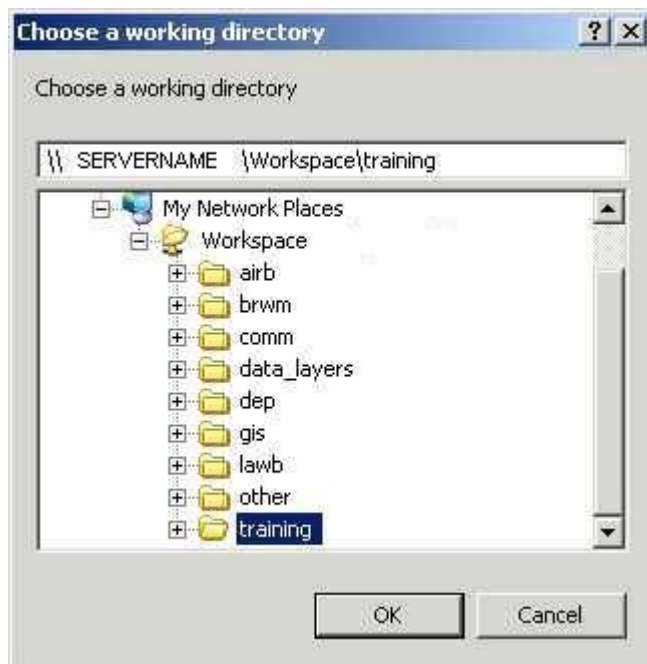 Choose a working directory
Choose a working directory
\\ SERVERNAME \Workspace\training
My Network Places
Workspace
airb
brwm
comm
data_layers
dep
gis
lawb
other
training
OK Cancel